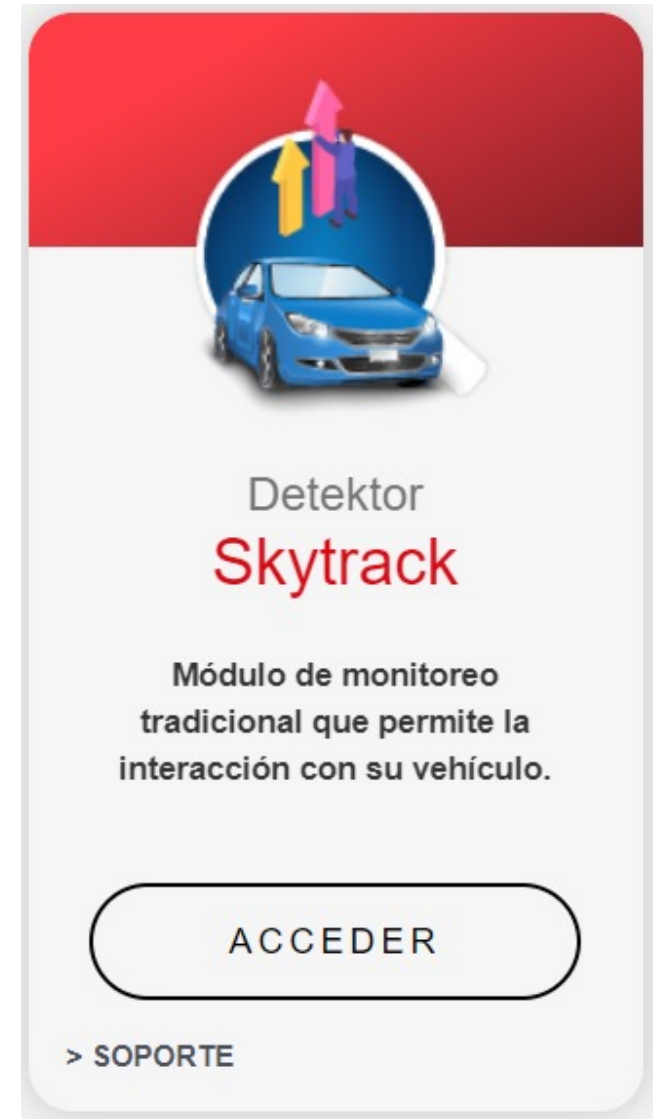 Detektor
Skytrack
Módulo de monitoreo
tradicional que permite la
interacción con su vehículo.
ACCEDER
> SOPORTE